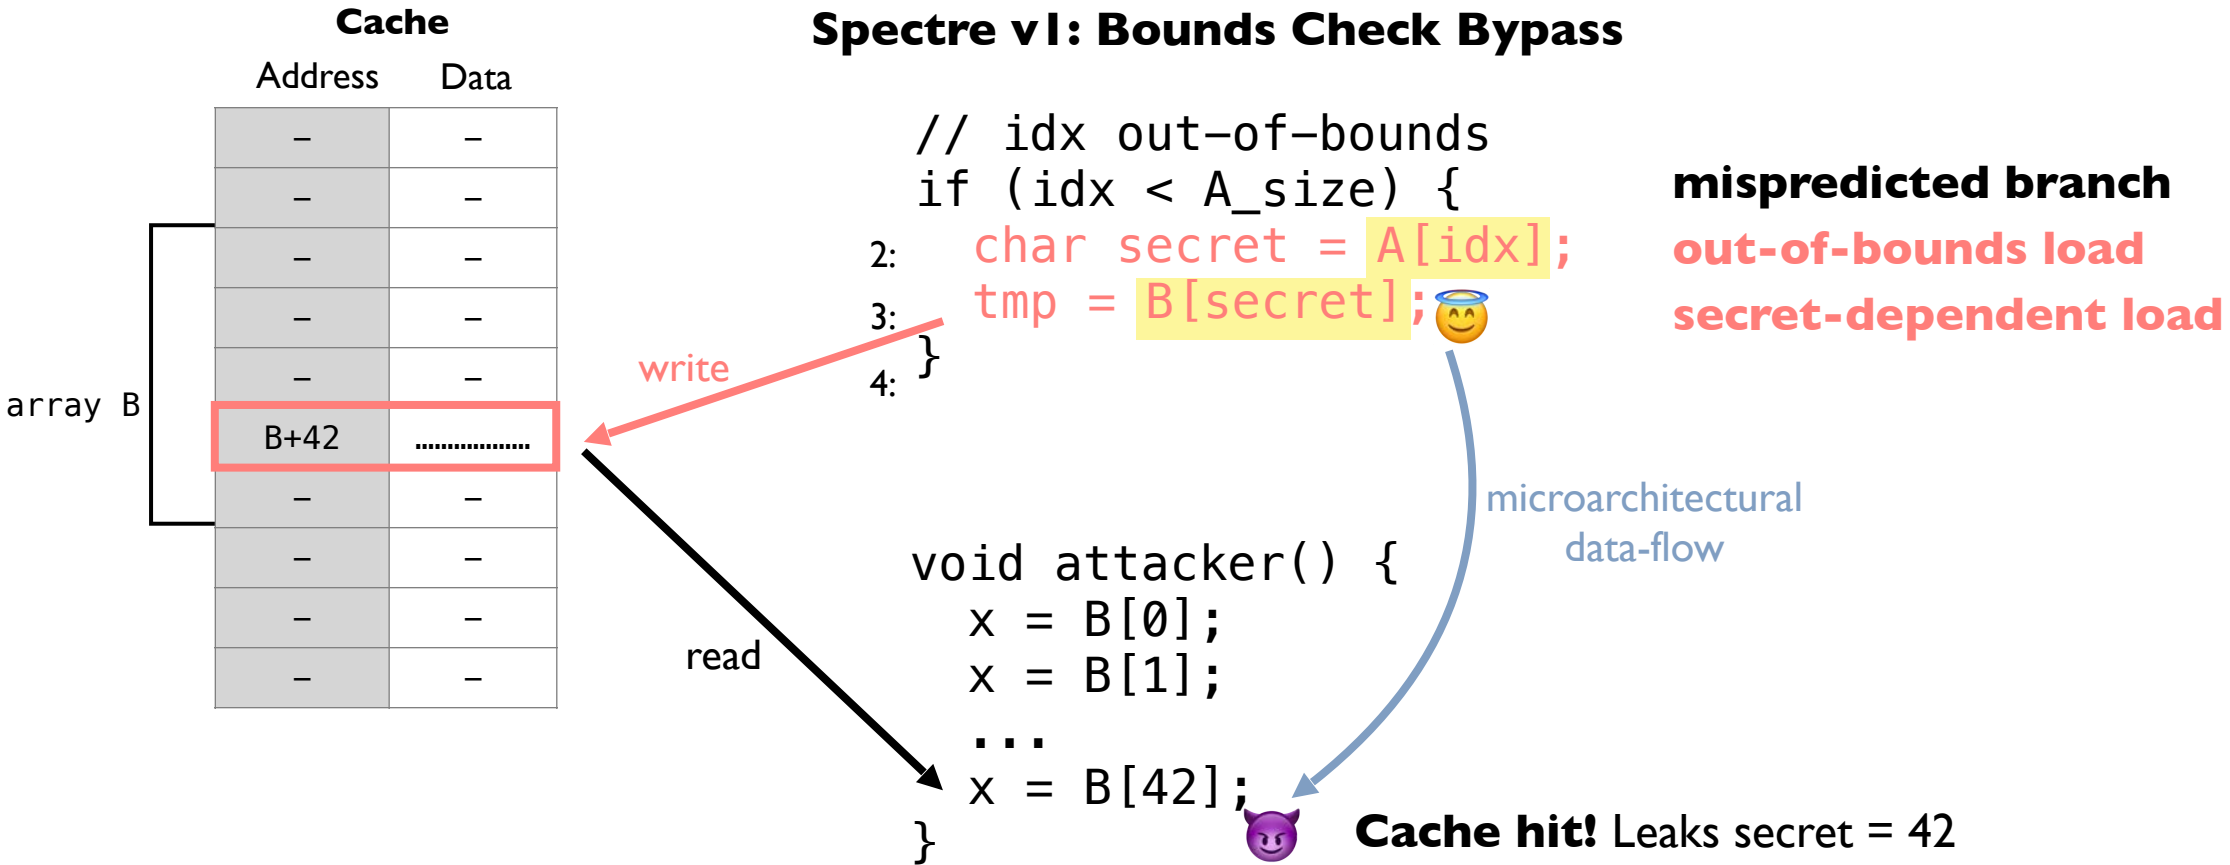 Cache
Address Data
– –
– –
– –
– –
– –
B+42 ..................
– –
– –
– –
– –
array B
Spectre v1: Bounds Check Bypass
// idx out-of-bounds
if (idx < A_size) {
2: char secret = A[idx];
3: tmp = B[secret];
}
4:
mispredicted branch
out-of-bounds load
secret-dependent load
write
read
microarchitectural
data-flow
void attacker() {
x = B[0];
x = B[1];
...
x = B[42];
}
Cache hit! Leaks secret = 42